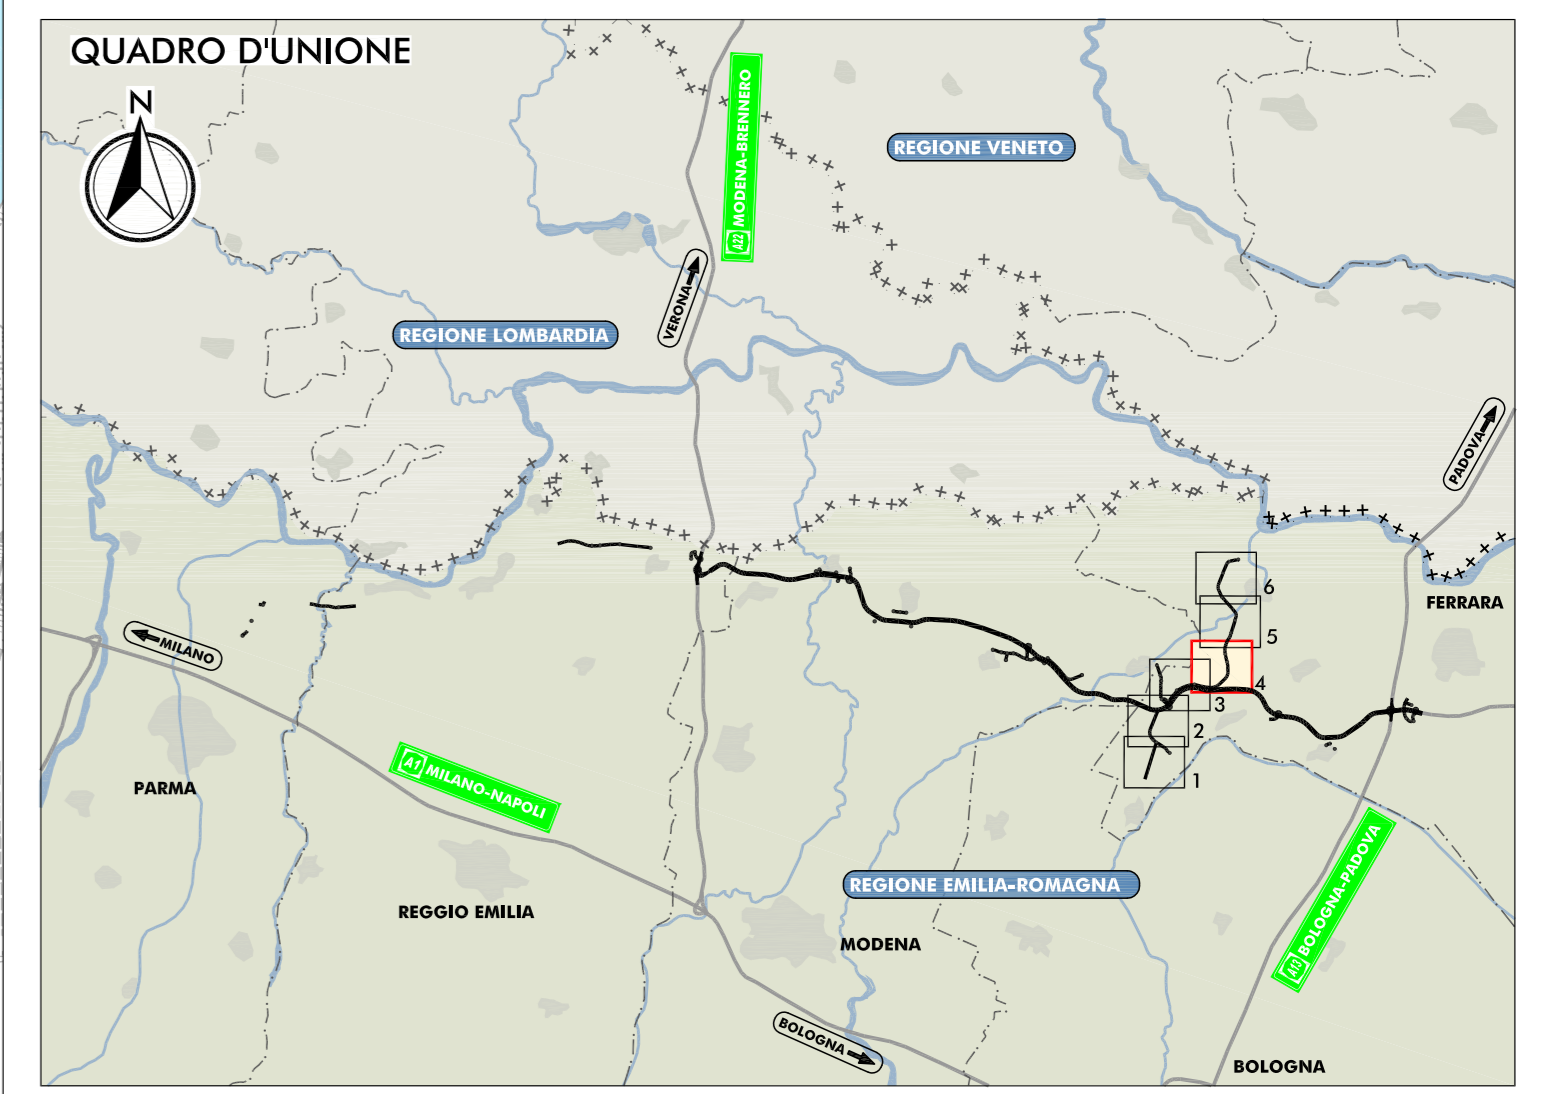 QUADRO D'UNIONE
N
A22 MODENA-BRENNERO
REGIONE VENETO
VERONA
REGIONE LOMBARDIA
PADOVA
6
FERRARA
5
MILANO
4
3
2
1
PARMA
A1 MILANO-NAPOLI
A13 BOLOGNA-PADOVA
REGIONE EMILIA-ROMAGNA
REGGIO EMILIA
MODENA
BOLOGNA
BOLOGNA